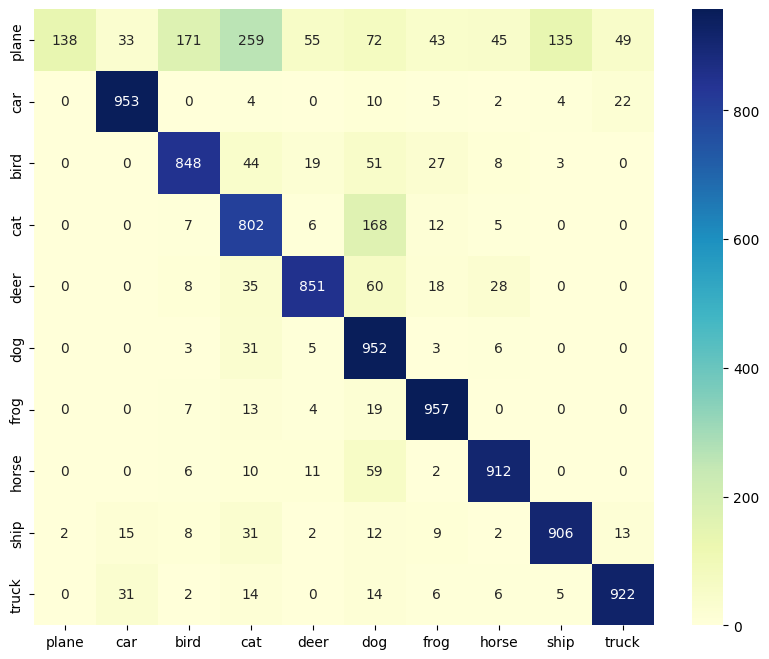 plane 138 33 171 259 55 72 43 45 135 49
car 0 953 0 4 0 10 5 2 4 22
bird 0 0 848 44 19 51 27 8 3 0
cat 0 0 7 802 6 168 12 5 0 0
deer 0 0 8 35 851 60 18 28 0 0
dog 0 0 3 31 5 952 3 6 0 0
frog 0 0 7 13 4 19 957 0 0 0
horse 0 0 6 10 11 59 2 912 0 0
ship 2 15 8 31 2 12 9 2 906 13
truck 0 31 2 14 0 14 6 6 5 922
plane car bird cat deer dog frog horse ship truck
800
600
400
200
0